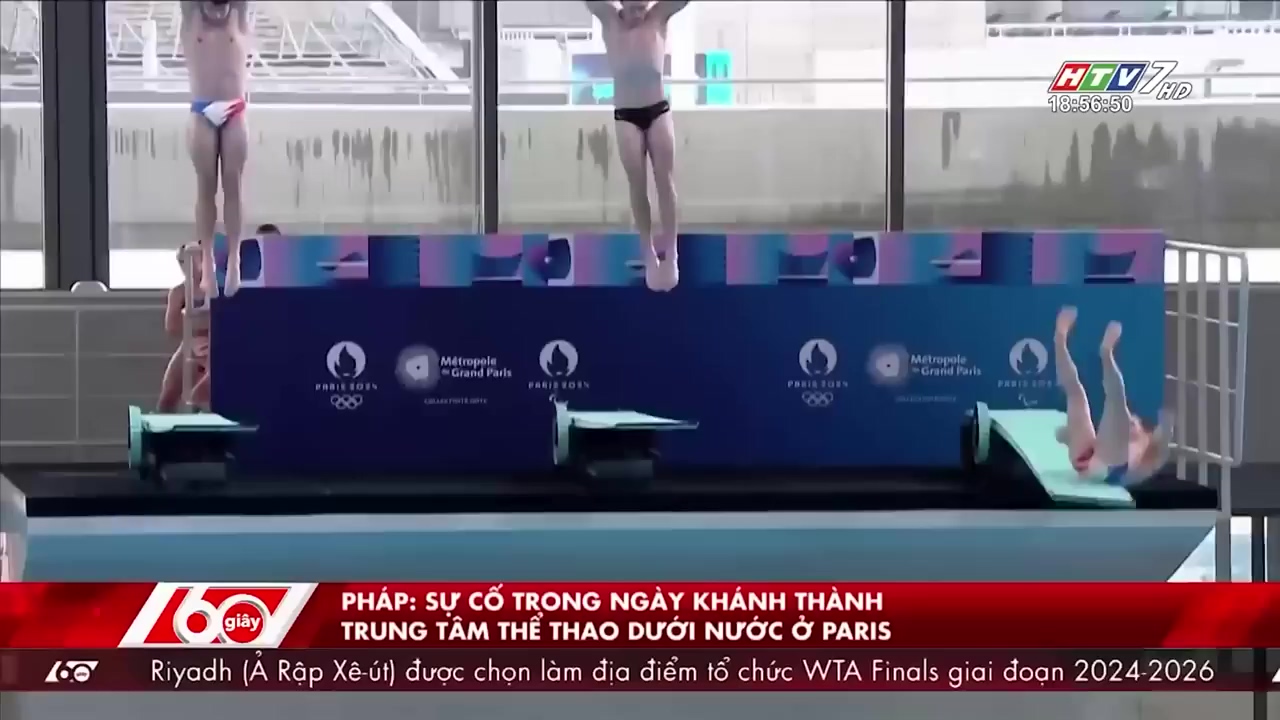 HTV7 HD
18:56:50
PARIS 2024
Métropole
du Grand Paris
PARIS 2024
PARIS 2024
Métropole
du Grand Paris
PARIS 2024
60 giây
PHÁP: SỰ CỐ TRONG NGÀY KHÁNH THÀNH
TRUNG TÂM THỂ THAO DƯỚI NƯỚC Ở PARIS
60 Riyadh (Ả Rập Xê-út) được chọn làm địa điểm tổ chức WTA Finals giai đoạn 2024-2026